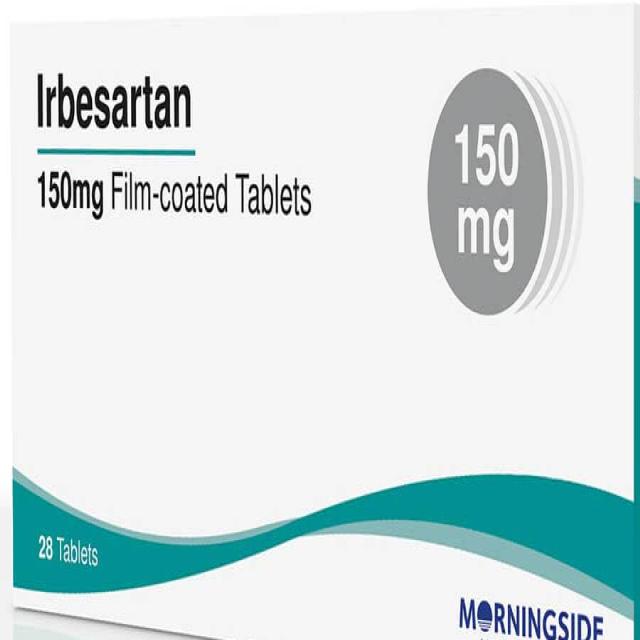 Irbesartan
150mg Film-coated Tablets
150
mg
28 Tablets
MORNINGSIDE